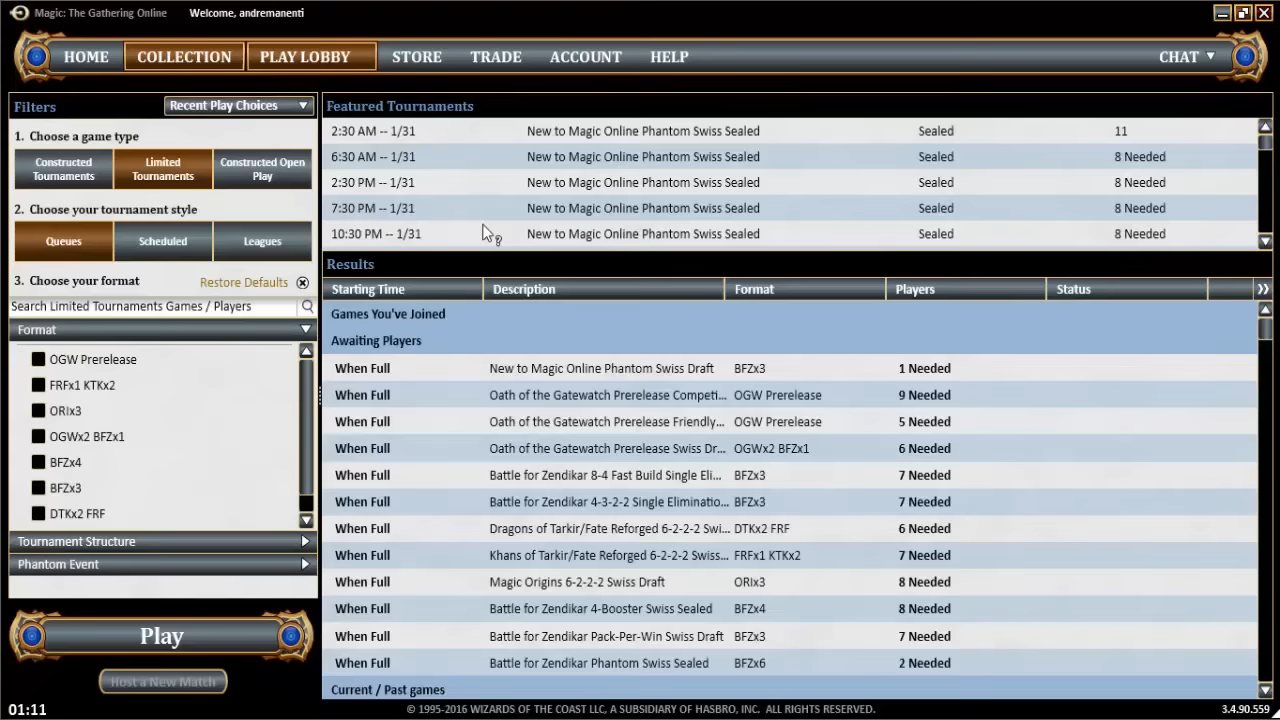 Magic: The Gathering Online Welcome, andremanenti
HOME COLLECTION PLAY LOBBY STORE TRADE ACCOUNT HELP CHAT
Filters Recent Play Choices
1. Choose a game type
Constructed Tournaments Limited Tournaments Constructed Open Play
2. Choose your tournament style
Queues Scheduled Leagues
3. Choose your format Restore Defaults
Search Limited Tournaments Games / Players
Format
OGW Prerelease
FRFx1 KTKx2
ORIx3
OGWx2 BFZx1
BFZx4
BFZx3
DTKx2 FRF
Tournament Structure
Phantom Event
Play
Host a New Match
01:11
Featured Tournaments
2:30 AM -- 1/31 New to Magic Online Phantom Swiss Sealed Sealed 11
6:30 AM -- 1/31 New to Magic Online Phantom Swiss Sealed Sealed 8 Needed
2:30 PM -- 1/31 New to Magic Online Phantom Swiss Sealed Sealed 8 Needed
7:30 PM -- 1/31 New to Magic Online Phantom Swiss Sealed Sealed 8 Needed
10:30 PM -- 1/31 New to Magic Online Phantom Swiss Sealed Sealed 8 Needed
Results
Starting Time Description Format Players Status
Games You've Joined
Awaiting Players
When Full New to Magic Online Phantom Swiss Draft BFZx3 1 Needed
When Full Oath of the Gatewatch Prerelease Competi... OGW Prerelease 9 Needed
When Full Oath of the Gatewatch Prerelease Friendly... OGW Prerelease 5 Needed
When Full Oath of the Gatewatch Prerelease Swiss Dr... OGWx2 BFZx1 6 Needed
When Full Battle for Zendikar 8-4 Fast Build Single Eli... BFZx3 7 Needed
When Full Battle for Zendikar 4-3-2-2 Single Eliminatio... BFZx3 7 Needed
When Full Dragons of Tarkir/Fate Reforged 6-2-2-2 Swi... DTKx2 FRF 6 Needed
When Full Khans of Tarkir/Fate Reforged 6-2-2-2 Swiss... FRFx1 KTKx2 7 Needed
When Full Magic Origins 6-2-2-2 Swiss Draft ORIx3 8 Needed
When Full Battle for Zendikar 4-Booster Swiss Sealed BFZx4 8 Needed
When Full Battle for Zendikar Pack-Per-Win Swiss Draft BFZx3 7 Needed
When Full Battle for Zendikar Phantom Swiss Sealed BFZx6 2 Needed
Current / Past games
© 1995-2016 WIZARDS OF THE COAST LLC, A SUBSIDIARY OF HASBRO, INC. ALL RIGHTS RESERVED. 3.4.90.559